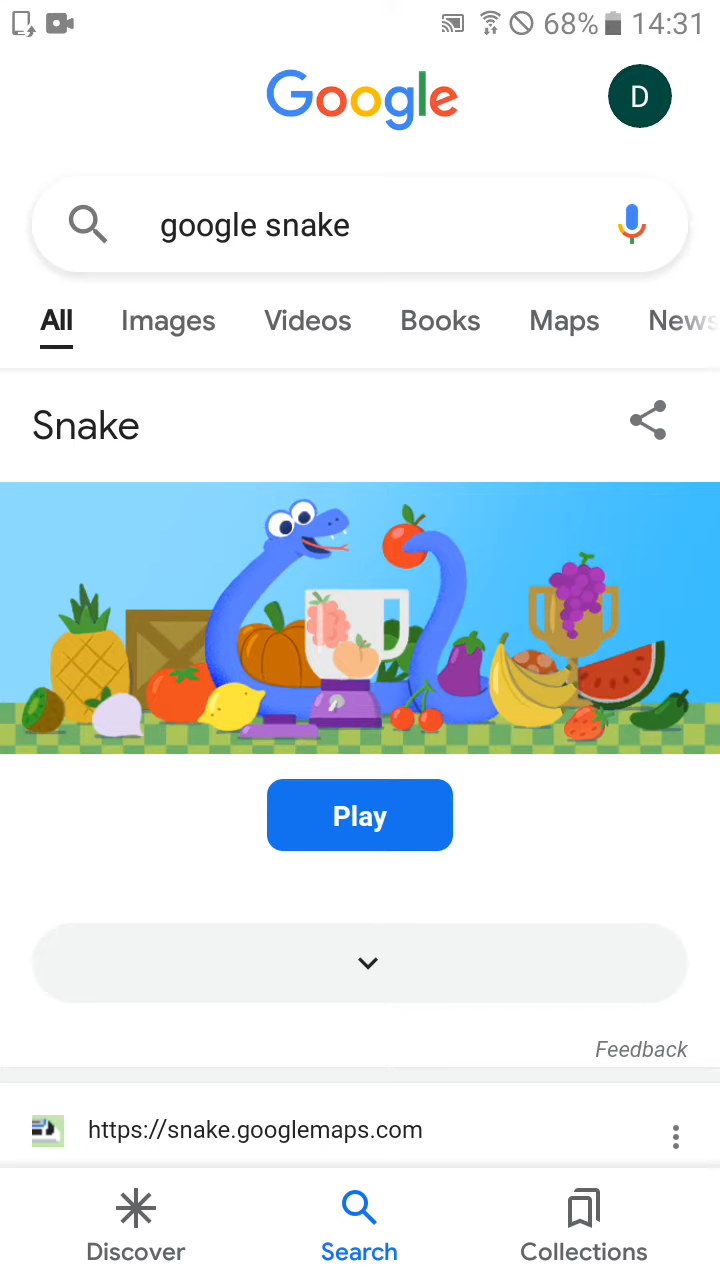 68% 14:31
Google
D
google snake
All Images Videos Books Maps News
Snake
Play
Feedback
https://snake.googlemaps.com
Discover Search Collections